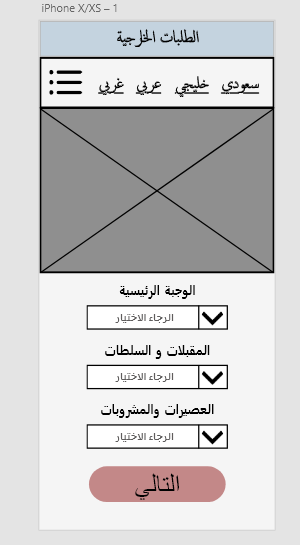 iPhone X/XS – 1
الطلبات الخارجية
سعودي خليجي عربي غربي
الوجبة الرئيسية
الرجاء الاختيار
المقبلات و السلطات
الرجاء الاختيار
العصيرات والمشروبات
الرجاء الاختيار
التالي